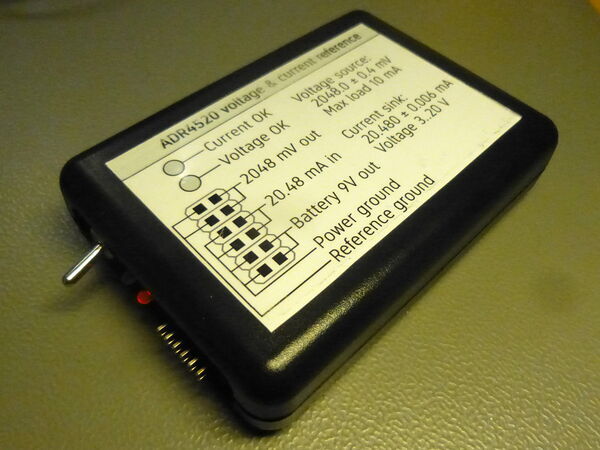 ADR4520 voltage & current reference
Current OK
Voltage OK
2048 mV out
20.48 mA in
Battery 9V out
Power ground
Reference ground
Voltage source:
2048.0 ± 0.4 mV
Max load 10 mA
Current sink:
20.480 ± 0.006 mA
Voltage 3..20 V